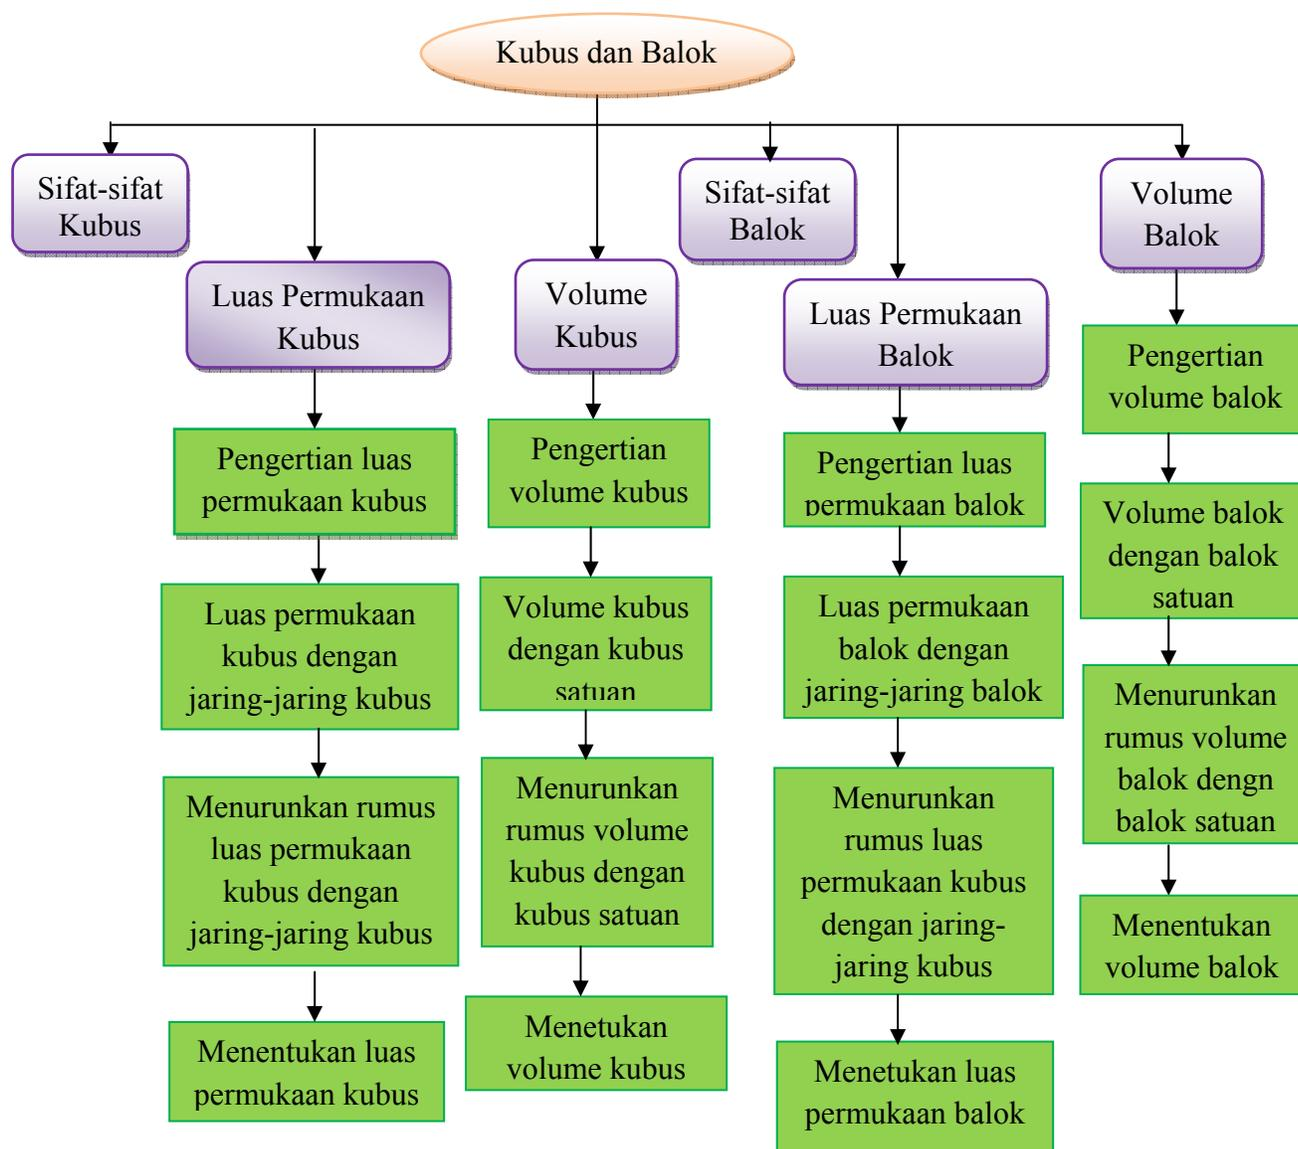 Kubus dan Balok
Sifat-sifat
Kubus
Luas Permukaan
Kubus
Pengertian luas
permukaan kubus
Luas permukaan
kubus dengan
jaring-jaring kubus
Menurunkan rumus
luas permukaan
kubus dengan
jaring-jaring kubus
Menentukan luas
permukaan kubus
Volume
Kubus
Pengertian
volume kubus
Volume kubus
dengan kubus
satuan
Menurunkan
rumus volume
kubus dengan
kubus satuan
Menetukan
volume kubus
Sifat-sifat
Balok
Luas Permukaan
Balok
Pengertian luas
permukaan balok
Luas permukaan
balok dengan
jaring-jaring balok
Menurunkan
rumus luas
permukaan kubus
dengan jaring-
jaring kubus
Menetukan luas
permukaan balok
Volume
Balok
Pengertian
volume balok
Volume balok
dengan balok
satuan
Menurunkan
rumus volume
balok dengn
balok satuan
Menentukan
volume balok